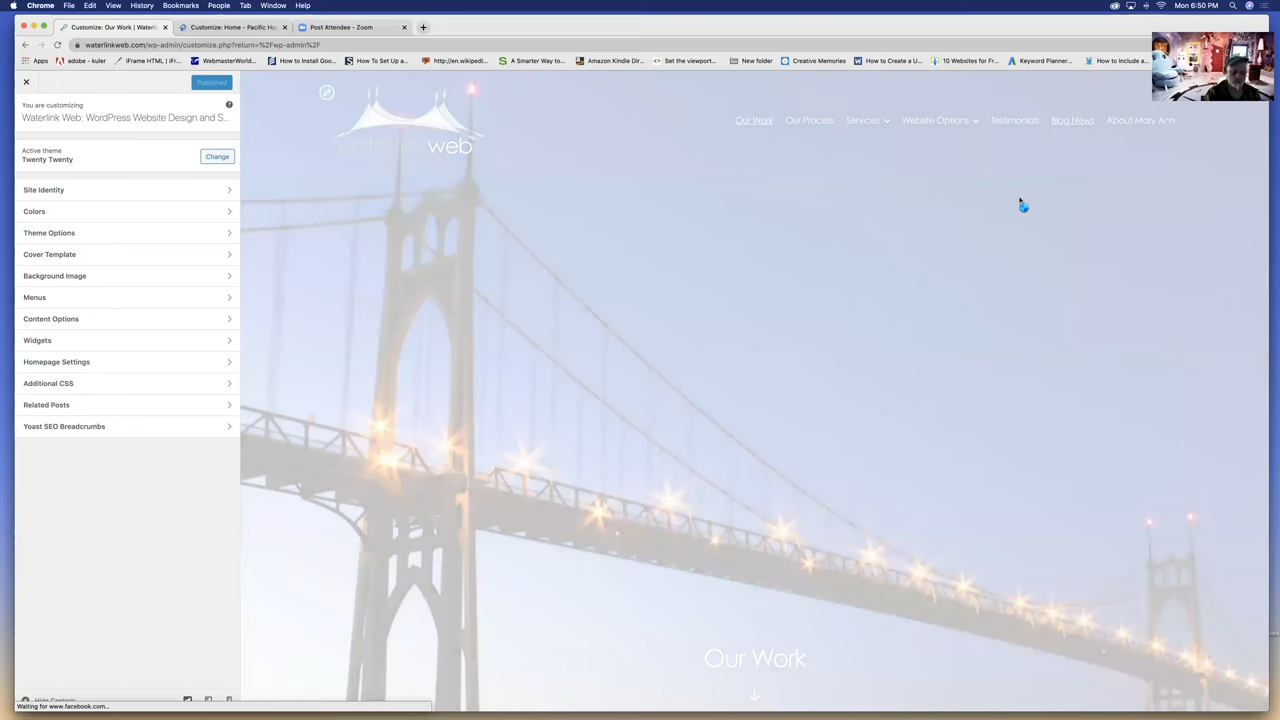 Chrome File Edit View History Bookmarks People Tab Window Help Mon 6:50 PM
Customize: Our Work | Waterli Customize: Home - Pacific Ho Post Attendee - Zoom
waterlinkweb.com/wp-admin/customize.php?return=%2Fwp-admin%2F
Apps adobe - kuler iFrame HTML | iFr... WebmasterWorld... How to Install Goo... How To Set Up a... http://en.wikipedi... A Smarter Way to... Amazon Kindle Dir... Set the viewport... New folder Creative Memories How to Create a U... 10 Websites for Fr... Keyword Planner... How to Include a...
Published
You are customizing
Waterlink Web: WordPress Website Design and S...
Active theme
Twenty Twenty
Change
Site Identity
Colors
Theme Options
Cover Template
Background Image
Menus
Content Options
Widgets
Homepage Settings
Additional CSS
Related Posts
Yoast SEO Breadcrumbs
Hide Controls
Waiting for www.facebook.com...
web
Our Work Our Process Services Website Options Testimonials Blog News About Mary Ann
Our Work